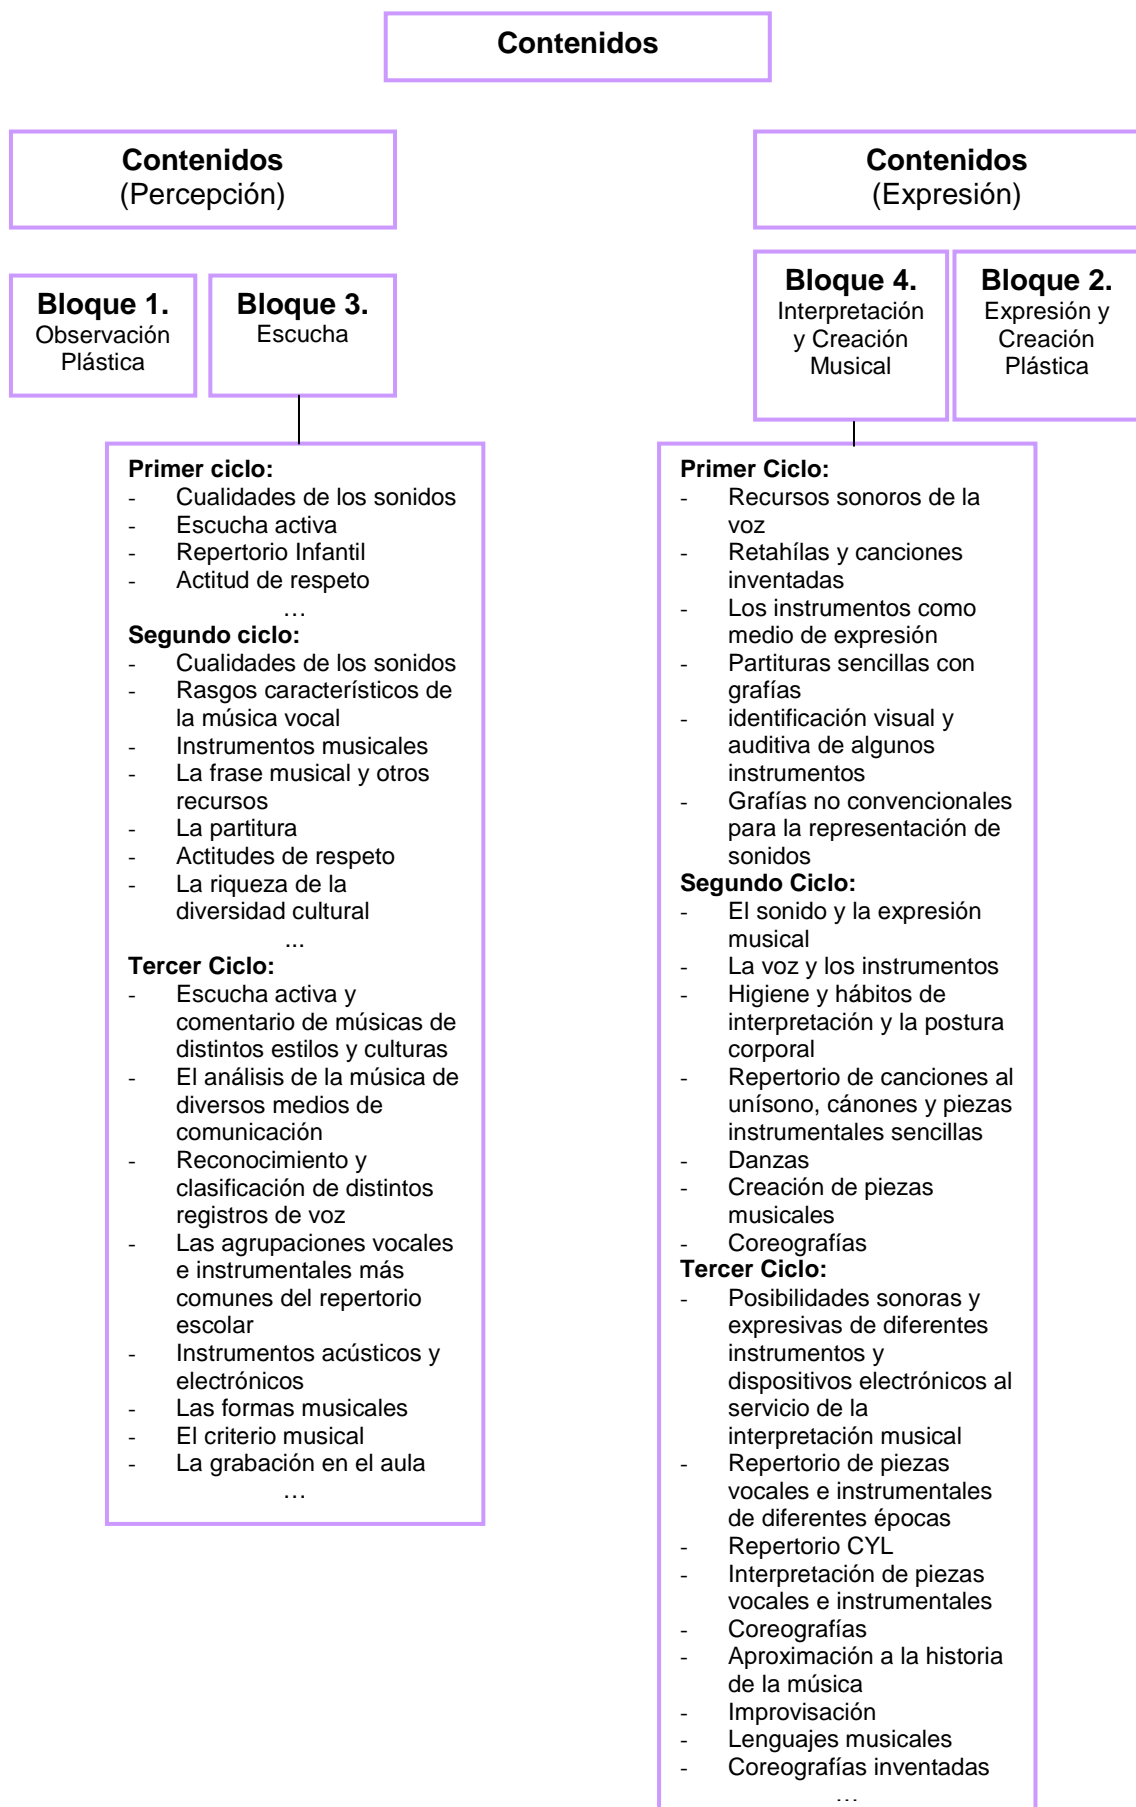 Contenidos
Contenidos
(Percepción)
Contenidos
(Expresión)
Bloque 1.
Observación
Plástica
Bloque 3.
Escucha
Bloque 4.
Interpretación
y Creación
Musical
Bloque 2.
Expresión y
Creación
Plástica
Primer ciclo:
- Cualidades de los sonidos
- Escucha activa
- Repertorio Infantil
- Actitud de respeto
…
Segundo ciclo:
- Cualidades de los sonidos
- Rasgos característicos de
la música vocal
- Instrumentos musicales
- La frase musical y otros
recursos
- La partitura
- Actitudes de respeto
- La riqueza de la
diversidad cultural
...
Tercer Ciclo:
- Escucha activa y
comentario de músicas de
distintos estilos y culturas
- El análisis de la música de
diversos medios de
comunicación
- Reconocimiento y
clasificación de distintos
registros de voz
- Las agrupaciones vocales
e instrumentales más
comunes del repertorio
escolar
- Instrumentos acústicos y
electrónicos
- Las formas musicales
- El criterio musical
- La grabación en el aula
…
Primer Ciclo:
- Recursos sonoros de la
voz
- Retahílas y canciones
inventadas
- Los instrumentos como
medio de expresión
- Partituras sencillas con
grafías
- identificación visual y
auditiva de algunos
instrumentos
- Grafías no convencionales
para la representación de
sonidos
Segundo Ciclo:
- El sonido y la expresión
musical
- La voz y los instrumentos
- Higiene y hábitos de
interpretación y la postura
corporal
- Repertorio de canciones al
unísono, cánones y piezas
instrumentales sencillas
- Danzas
- Creación de piezas
musicales
- Coreografías
Tercer Ciclo:
- Posibilidades sonoras y
expresivas de diferentes
instrumentos y
dispositivos electrónicos al
servicio de la
interpretación musical
- Repertorio de piezas
vocales e instrumentales
de diferentes épocas
- Repertorio CYL
- Interpretación de piezas
vocales e instrumentales
- Coreografías
- Aproximación a la historia
de la música
- Improvisación
- Lenguajes musicales
- Coreografías inventadas
…